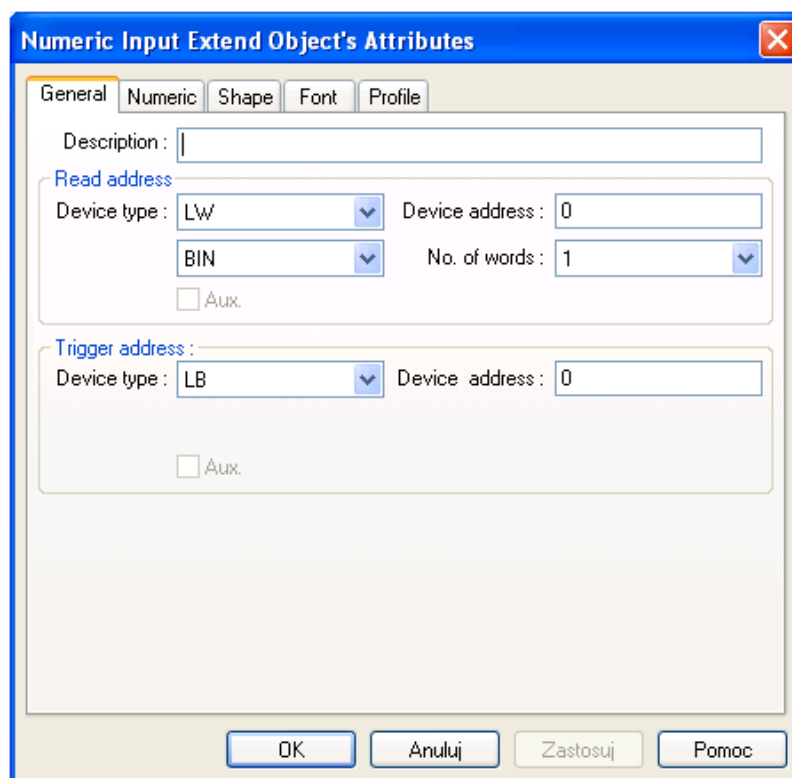 Numeric Input Extend Object's Attributes
General Numeric Shape Font Profile
Description :
Read address
Device type : LW Device address : 0
BIN No. of words : 1
Aux.
Trigger address :
Device type : LB Device address : 0
Aux.
OK Anuluj Zastosuj Pomoc